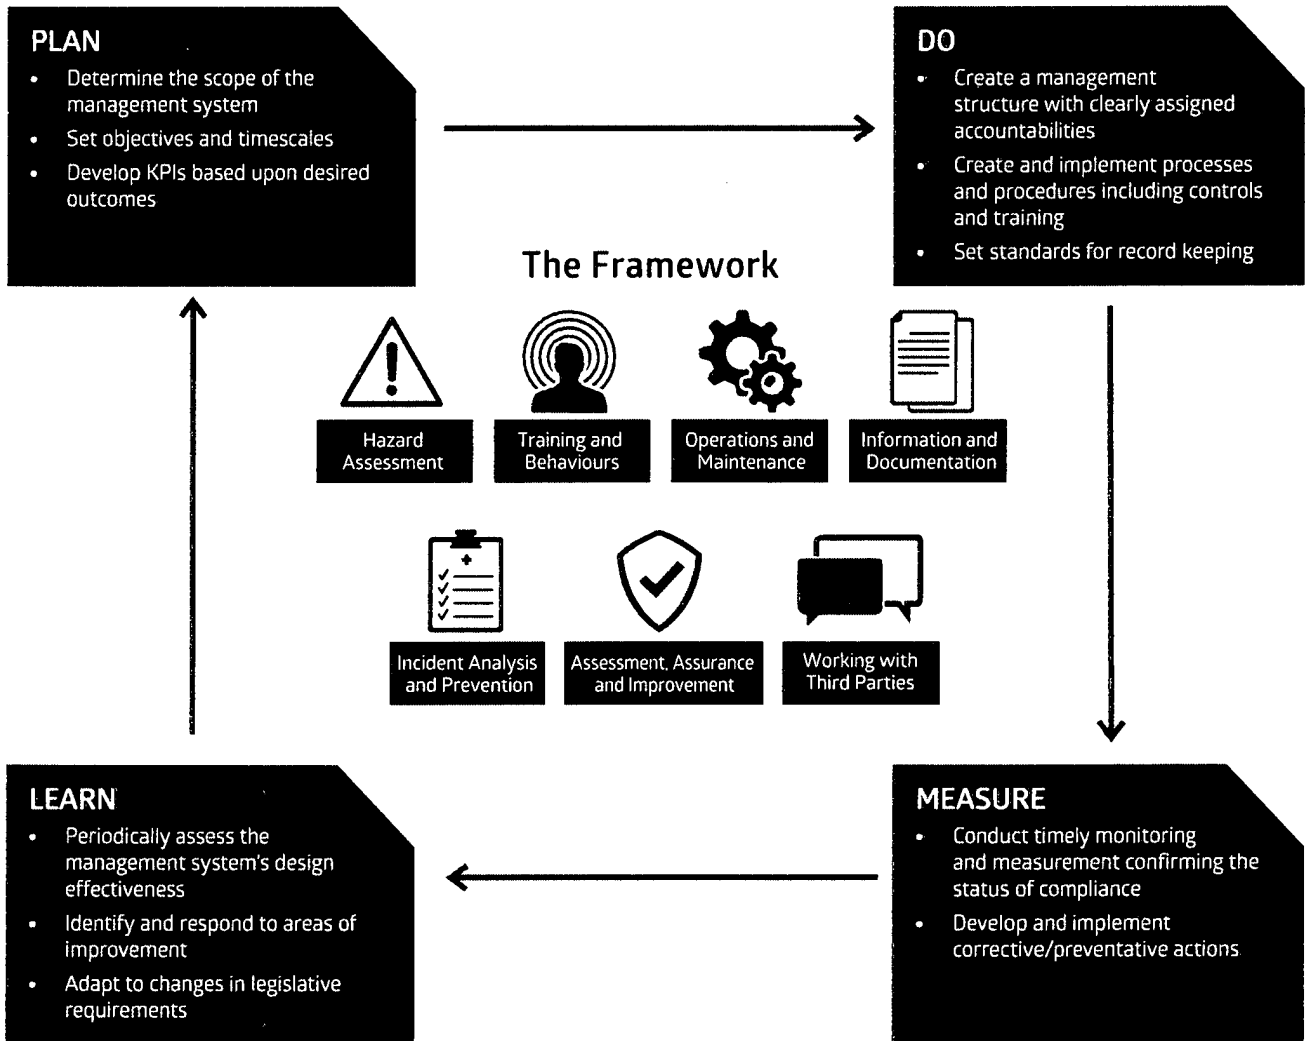 PLAN
• Determine the scope of the
management system
• Set objectives and timescales
• Develop KPIs based upon desired
outcomes
DO
• Create a management
structure with clearly assigned
accountabilities
• Create and implement processes
and procedures including controls
and training
• Set standards for record keeping
The Framework
Hazard
Assessment
Training and
Behaviours
Operations and
Maintenance
Information and
Documentation
Incident Analysis
and Prevention
Assessment, Assurance
and Improvement
Working with
Third Parties
LEARN
• Periodically assess the
management system's design
effectiveness
• Identify and respond to areas of
improvement
• Adapt to changes in legislative
requirements
MEASURE
• Conduct timely monitoring
and measurement confirming the
status of compliance
• Develop and implement
corrective/preventative actions